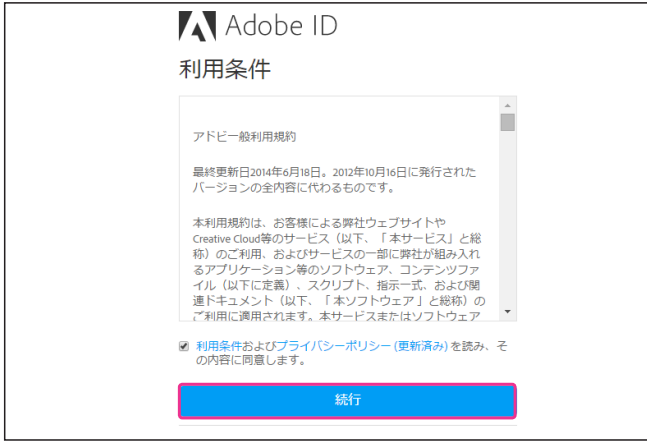 Adobe ID
利用条件
アドビ一般利用規約
最終更新日2014年6月18日。2012年10月16日に発行された
バージョンの全内容に代わるものです。
本利用規約は、お客様による弊社ウェブサイトや
Creative Cloud等のサービス（以下、「 本サービス」と総
称）のご利用、およびサービスの一部に弊社が組み入れ
るアプリケーション等のソフトウェア、コンテンツファ
イル（以下に定義）、スクリプト、指示一式、および関
連ドキュメント（以下、「 本ソフトウェア 」と総称）の
ご利用に適用されます。本サービスまたはソフトウェア
利用条件およびプライバシーポリシー (更新済み) を読み、そ
の内容に同意します。
続行